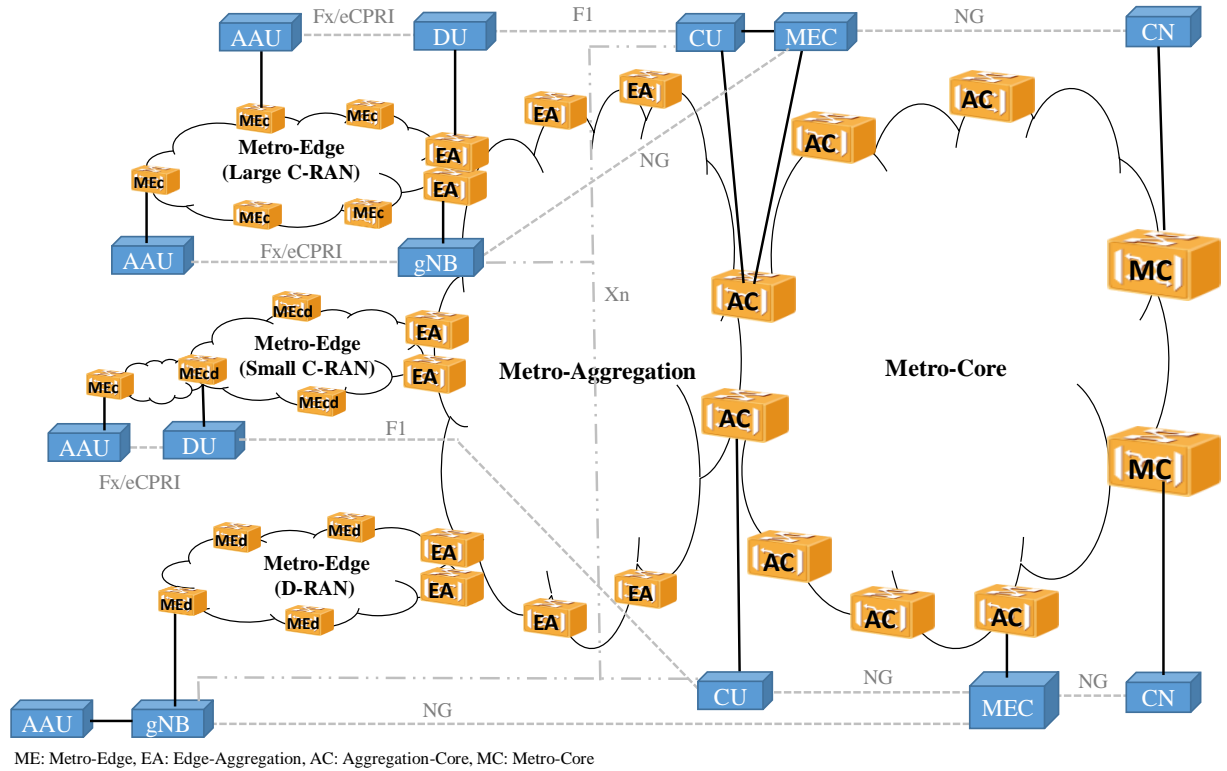 Fx/eCPRI
F1
NG
AAU
DU
CU
MEC
CN
EA
EA
AC
AC
MEc
MEc
Metro-Edge
(Large C-RAN)
EA
NG
MEc
EA
MEc
MEc
AAU
Fx/eCPRI
gNB
MC
Xn
AC
MEcd
EA
Metro-Edge
(Small C-RAN)
MEc
MEcd
EA
Metro-Aggregation
Metro-Core
MEcd
AC
AAU
DU
F1
Fx/eCPRI
MC
MEd
MEd
EA
Metro-Edge
(D-RAN)
AC
EA
MEd
EA
MEd
EA
AC
AC
CU
NG
NG
CN
AAU
gNB
NG
MEC
ME: Metro-Edge, EA: Edge-Aggregation, AC: Aggregation-Core, MC: Metro-Core